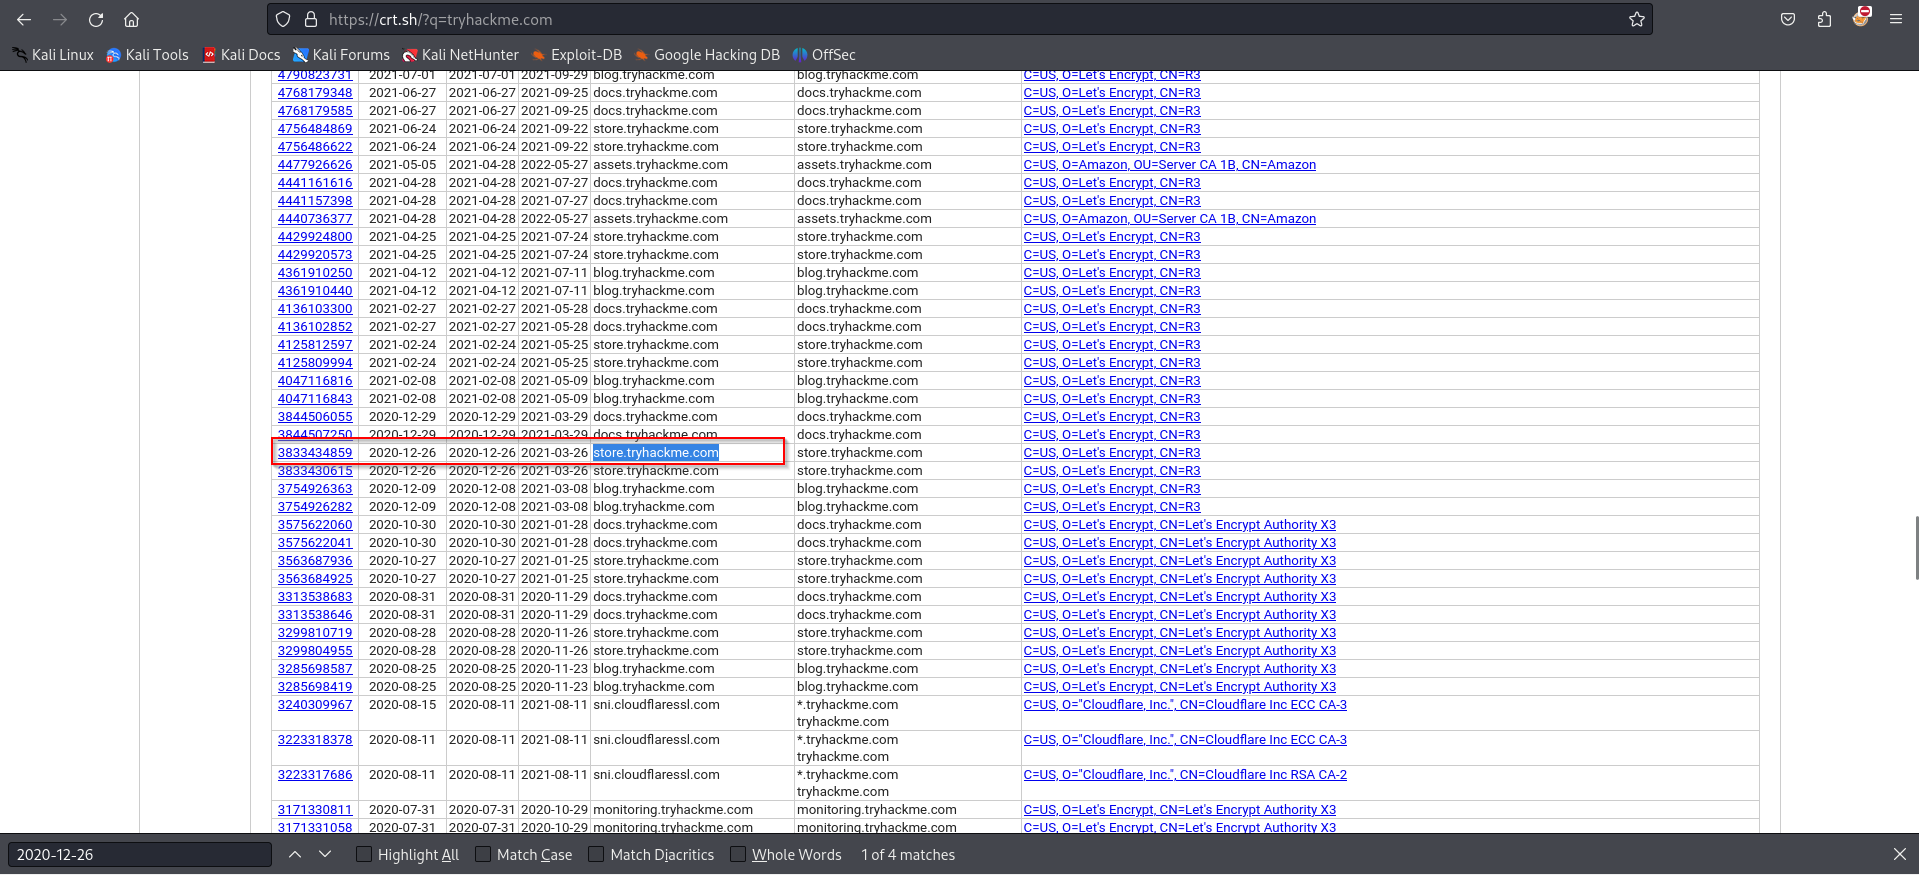 https://crt.sh/?q=tryhackme.com
Kali Linux Kali Tools Kali Docs Kali Forums Kali NetHunter Exploit-DB Google Hacking DB OffSec
4790823731 2021-07-01 2021-07-01 2021-09-29 blog.tryhackme.com blog.tryhackme.com C=US, O=Let's Encrypt, CN=R3
4768179348 2021-06-27 2021-06-27 2021-09-25 docs.tryhackme.com docs.tryhackme.com C=US, O=Let's Encrypt, CN=R3
4768179585 2021-06-27 2021-06-27 2021-09-25 docs.tryhackme.com docs.tryhackme.com C=US, O=Let's Encrypt, CN=R3
4756484869 2021-06-24 2021-06-24 2021-09-22 store.tryhackme.com store.tryhackme.com C=US, O=Let's Encrypt, CN=R3
4756486622 2021-06-24 2021-06-24 2021-09-22 store.tryhackme.com store.tryhackme.com C=US, O=Let's Encrypt, CN=R3
4477926626 2021-05-05 2021-04-28 2022-05-27 assets.tryhackme.com assets.tryhackme.com C=US, O=Amazon, OU=Server CA 1B, CN=Amazon
4441161616 2021-04-28 2021-04-28 2021-07-27 docs.tryhackme.com docs.tryhackme.com C=US, O=Let's Encrypt, CN=R3
4441157398 2021-04-28 2021-04-28 2021-07-27 docs.tryhackme.com docs.tryhackme.com C=US, O=Let's Encrypt, CN=R3
4440736377 2021-04-28 2021-04-28 2022-05-27 assets.tryhackme.com assets.tryhackme.com C=US, O=Amazon, OU=Server CA 1B, CN=Amazon
4429924800 2021-04-25 2021-04-25 2021-07-24 store.tryhackme.com store.tryhackme.com C=US, O=Let's Encrypt, CN=R3
4429920573 2021-04-25 2021-04-25 2021-07-24 store.tryhackme.com store.tryhackme.com C=US, O=Let's Encrypt, CN=R3
4361910250 2021-04-12 2021-04-12 2021-07-11 blog.tryhackme.com blog.tryhackme.com C=US, O=Let's Encrypt, CN=R3
4361910440 2021-04-12 2021-04-12 2021-07-11 blog.tryhackme.com blog.tryhackme.com C=US, O=Let's Encrypt, CN=R3
4136103300 2021-02-27 2021-02-27 2021-05-28 docs.tryhackme.com docs.tryhackme.com C=US, O=Let's Encrypt, CN=R3
4136102852 2021-02-27 2021-02-27 2021-05-28 docs.tryhackme.com docs.tryhackme.com C=US, O=Let's Encrypt, CN=R3
4125812597 2021-02-24 2021-02-24 2021-05-25 store.tryhackme.com store.tryhackme.com C=US, O=Let's Encrypt, CN=R3
4125809994 2021-02-24 2021-02-24 2021-05-25 store.tryhackme.com store.tryhackme.com C=US, O=Let's Encrypt, CN=R3
4047116816 2021-02-08 2021-02-08 2021-05-09 blog.tryhackme.com blog.tryhackme.com C=US, O=Let's Encrypt, CN=R3
4047116843 2021-02-08 2021-02-08 2021-05-09 blog.tryhackme.com blog.tryhackme.com C=US, O=Let's Encrypt, CN=R3
3844506055 2020-12-29 2020-12-29 2021-03-29 docs.tryhackme.com docs.tryhackme.com C=US, O=Let's Encrypt, CN=R3
3844507250 2020-12-29 2020-12-29 2021-03-29 docs.tryhackme.com docs.tryhackme.com C=US, O=Let's Encrypt, CN=R3
3833434859 2020-12-26 2020-12-26 2021-03-26 store.tryhackme.com store.tryhackme.com C=US, O=Let's Encrypt, CN=R3
3833430615 2020-12-26 2020-12-26 2021-03-26 store.tryhackme.com store.tryhackme.com C=US, O=Let's Encrypt, CN=R3
3754926363 2020-12-09 2020-12-08 2021-03-08 blog.tryhackme.com blog.tryhackme.com C=US, O=Let's Encrypt, CN=R3
3754926282 2020-12-09 2020-12-08 2021-03-08 blog.tryhackme.com blog.tryhackme.com C=US, O=Let's Encrypt, CN=R3
3575622060 2020-10-30 2020-10-30 2021-01-28 docs.tryhackme.com docs.tryhackme.com C=US, O=Let's Encrypt, CN=Let's Encrypt Authority X3
3575622041 2020-10-30 2020-10-30 2021-01-28 docs.tryhackme.com docs.tryhackme.com C=US, O=Let's Encrypt, CN=Let's Encrypt Authority X3
3563687936 2020-10-27 2020-10-27 2021-01-25 store.tryhackme.com store.tryhackme.com C=US, O=Let's Encrypt, CN=Let's Encrypt Authority X3
3563684925 2020-10-27 2020-10-27 2021-01-25 store.tryhackme.com store.tryhackme.com C=US, O=Let's Encrypt, CN=Let's Encrypt Authority X3
3313538683 2020-08-31 2020-08-31 2020-11-29 docs.tryhackme.com docs.tryhackme.com C=US, O=Let's Encrypt, CN=Let's Encrypt Authority X3
3313538646 2020-08-31 2020-08-31 2020-11-29 docs.tryhackme.com docs.tryhackme.com C=US, O=Let's Encrypt, CN=Let's Encrypt Authority X3
3299810719 2020-08-28 2020-08-28 2020-11-26 store.tryhackme.com store.tryhackme.com C=US, O=Let's Encrypt, CN=Let's Encrypt Authority X3
3299804955 2020-08-28 2020-08-28 2020-11-26 store.tryhackme.com store.tryhackme.com C=US, O=Let's Encrypt, CN=Let's Encrypt Authority X3
3285698587 2020-08-25 2020-08-25 2020-11-23 blog.tryhackme.com blog.tryhackme.com C=US, O=Let's Encrypt, CN=Let's Encrypt Authority X3
3285698419 2020-08-25 2020-08-25 2020-11-23 blog.tryhackme.com blog.tryhackme.com C=US, O=Let's Encrypt, CN=Let's Encrypt Authority X3
3240309967 2020-08-15 2020-08-11 2021-08-11 sni.cloudflaressl.com *.tryhackme.com C=US, O="Cloudflare, Inc.", CN=Cloudflare Inc ECC CA-3
tryhackme.com
3223318378 2020-08-11 2020-08-11 2021-08-11 sni.cloudflaressl.com *.tryhackme.com C=US, O="Cloudflare, Inc.", CN=Cloudflare Inc ECC CA-3
tryhackme.com
3223317686 2020-08-11 2020-08-11 2021-08-11 sni.cloudflaressl.com *.tryhackme.com C=US, O="Cloudflare, Inc.", CN=Cloudflare Inc RSA CA-2
tryhackme.com
3171330811 2020-07-31 2020-07-31 2020-10-29 monitoring.tryhackme.com monitoring.tryhackme.com C=US, O=Let's Encrypt, CN=Let's Encrypt Authority X3
3171331058 2020-07-31 2020-07-31 2020-10-29 monitoring.tryhackme.com monitoring.tryhackme.com C=US, O=Let's Encrypt, CN=Let's Encrypt Authority X3
2020-12-26 Highlight All Match Case Match Diacritics Whole Words 1 of 4 matches